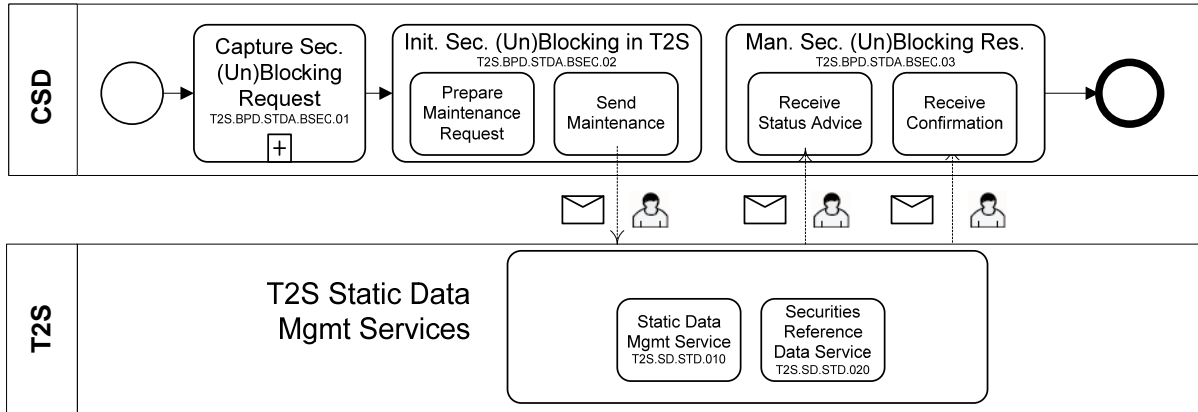 CSD
Capture Sec.
(Un)Blocking
Request
T2S.BPD.STDA.BSEC.01
+
Init. Sec. (Un)Blocking in T2S
T2S.BPD.STDA.BSEC.02
Prepare
Maintenance
Request
Send
Maintenance
Man. Sec. (Un)Blocking Res.
T2S.BPD.STDA.BSEC.03
Receive
Status Advice
Receive
Confirmation
T2S
T2S Static Data
Mgmt Services
Static Data
Mgmt Service
T2S.SD.STD.010
Securities
Reference
Data Service
T2S.SD.STD.020